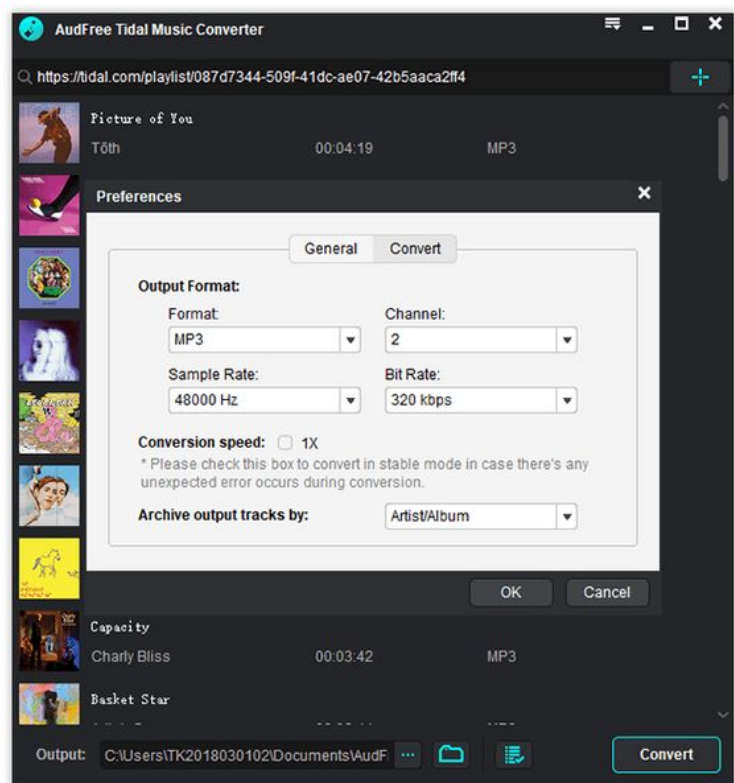 AudFree Tidal Music Converter
https://tidal.com/playlist/087d7344-509f-41dc-ae07-42b5aaca2ff4
Picture of You
Tōth 00:04:19 MP3
Preferences
General Convert
Output Format:
Format: Channel:
MP3 2
Sample Rate: Bit Rate:
48000 Hz 320 kbps
Conversion speed: 1X
* Please check this box to convert in stable mode in case there's any
unexpected error occurs during conversion.
Archive output tracks by: Artist/Album
OK Cancel
Capacity
Charly Bliss 00:03:42 MP3
Basket Star
Output: C:\Users\TK2018030102\Documents\AudF ... Convert